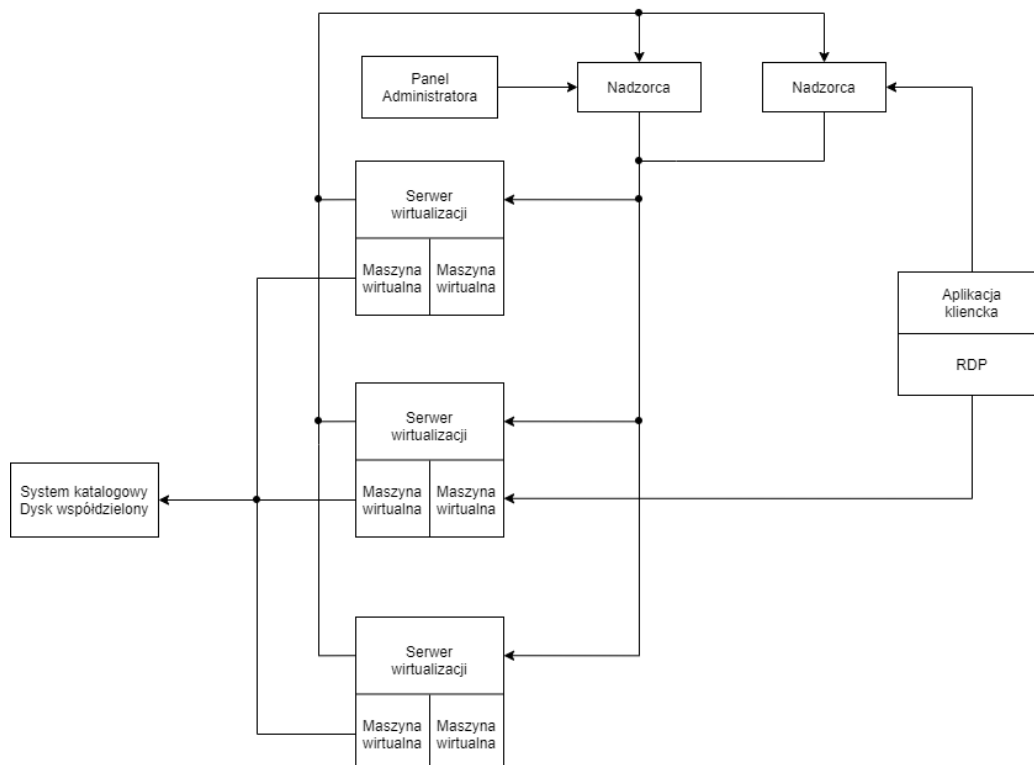 Panel
Administratora
Nadzorca
Nadzorca
Serwer
wirtualizacji
Maszyna
wirtualna
Maszyna
wirtualna
Aplikacja
kliencka
RDP
Serwer
wirtualizacji
Maszyna
wirtualna
Maszyna
wirtualna
System katalogowy
Dysk współdzielony
Serwer
wirtualizacji
Maszyna
wirtualna
Maszyna
wirtualna